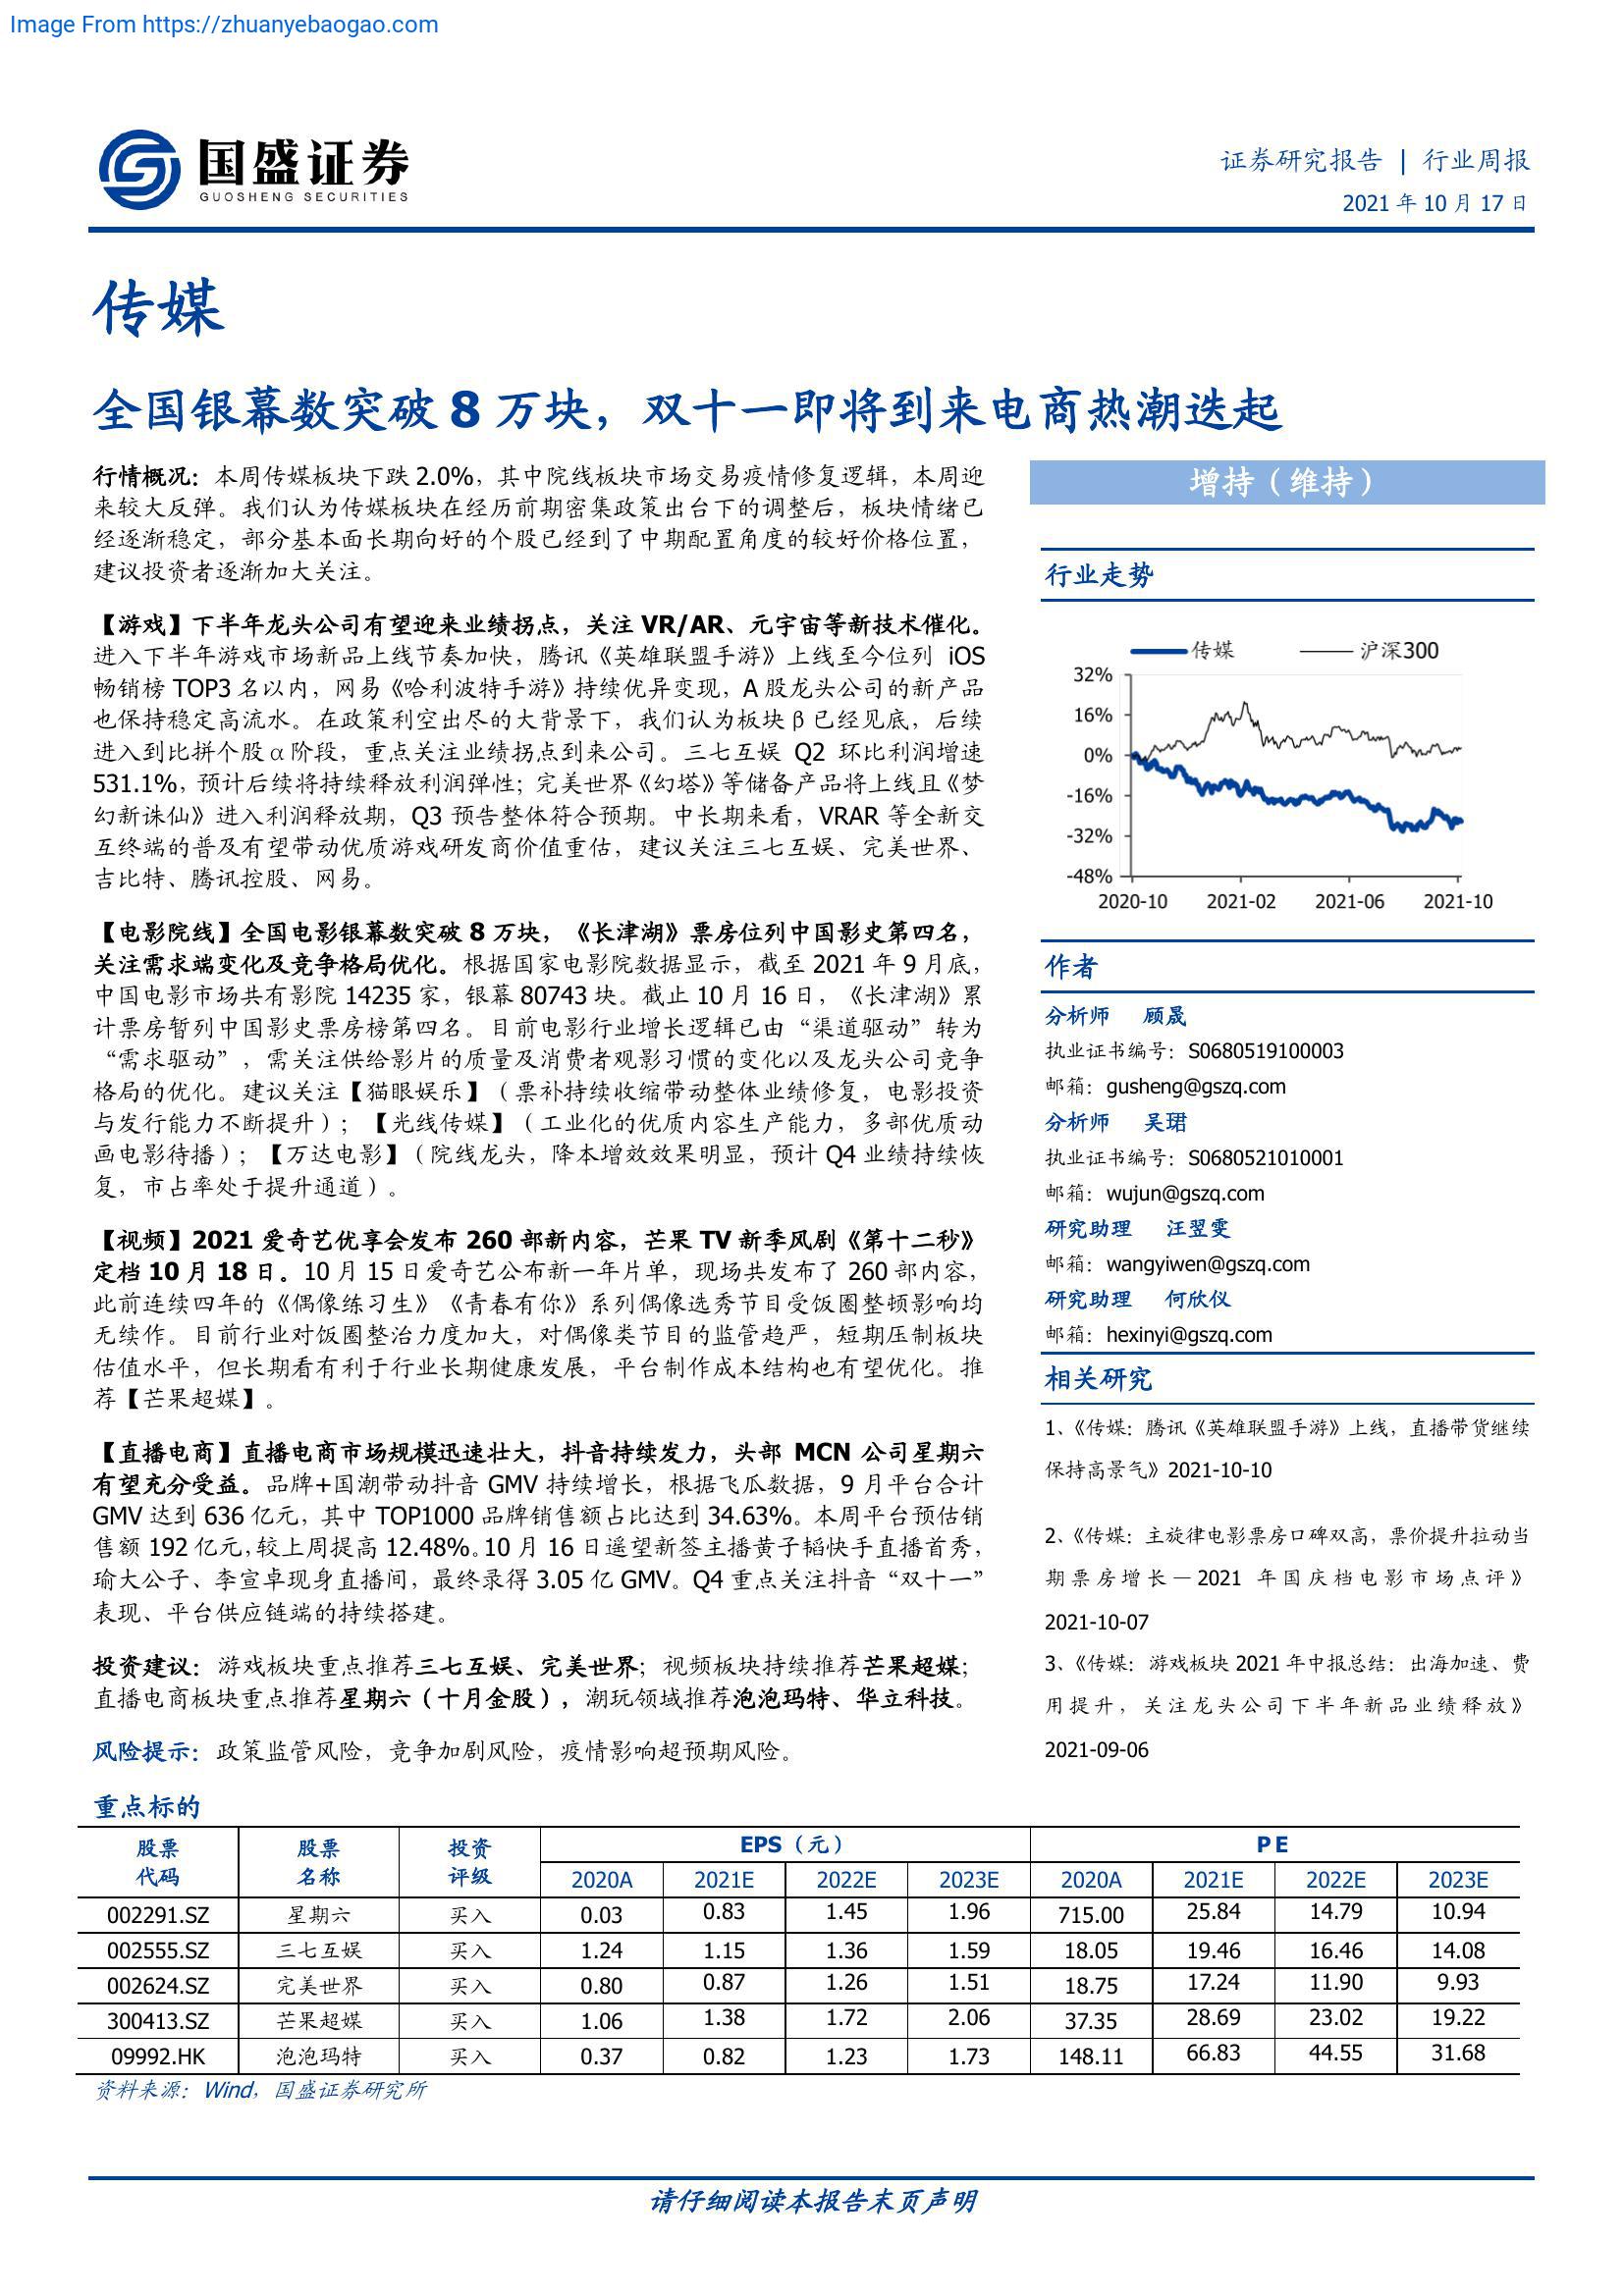 Image From https://zhuanyebaogao.com
国盛证券
GUOSHENG SECURITIES
证券研究报告 | 行业周报
2021 年 10 月 17 日
传媒
全国银幕数突破 8 万块，双十一即将到来电商热潮迭起
行情概况：本周传媒板块下跌 2.0%，其中院线板块市场交易疫情修复逻辑，本周迎
来较大反弹。我们认为传媒板块在经历前期密集政策出台下的调整后，板块情绪已
经逐渐稳定，部分基本面长期向好的个股已经到了中期配置角度的较好价格位置，
建议投资者逐渐加大关注。
【游戏】下半年龙头公司有望迎来业绩拐点，关注 VR/AR、元宇宙等新技术催化。
进入下半年游戏市场新品上线节奏加快，腾讯《英雄联盟手游》上线至今位列 iOS
畅销榜 TOP3 名以内，网易《哈利波特手游》持续优异变现，A 股龙头公司的新产品
也保持稳定高流水。在政策利空出尽的大背景下，我们认为板块β已经见底，后续
进入到比拼个股α阶段，重点关注业绩拐点到来公司。三七互娱 Q2 环比利润增速
531.1%，预计后续将持续释放利润弹性；完美世界《幻塔》等储备产品将上线且《梦
幻新诛仙》进入利润释放期，Q3 预告整体符合预期。中长期来看，VRAR 等全新交
互终端的普及有望带动优质游戏研发商价值重估，建议关注三七互娱、完美世界、
吉比特、腾讯控股、网易。
【电影院线】全国电影银幕数突破 8 万块，《长津湖》票房位列中国影史第四名，
关注需求端变化及竞争格局优化。根据国家电影院数据显示，截至 2021 年 9 月底，
中国电影市场共有影院 14235 家，银幕 80743 块。截止 10 月 16 日，《长津湖》累
计票房暂列中国影史票房榜第四名。目前电影行业增长逻辑已由“渠道驱动”转为
“需求驱动”，需关注供给影片的质量及消费者观影习惯的变化以及龙头公司竞争
格局的优化。建议关注【猫眼娱乐】（票补持续收缩带动整体业绩修复，电影投资
与发行能力不断提升）；【光线传媒】（工业化的优质内容生产能力，多部优质动
画电影待播）；【万达电影】（院线龙头，降本增效效果明显，预计 Q4 业绩持续恢
复，市占率处于提升通道）。
【视频】2021 爱奇艺优享会发布 260 部新内容，芒果 TV 新季风剧《第十二秒》
定档 10 月 18 日。10 月 15 日爱奇艺公布新一年片单，现场共发布了 260 部内容，
此前连续四年的《偶像练习生》《青春有你》系列偶像选秀节目受饭圈整顿影响均
无续作。目前行业对饭圈整治力度加大，对偶像类节目的监管趋严，短期压制板块
估值水平，但长期看有利于行业长期健康发展，平台制作成本结构也有望优化。推
荐【芒果超媒】。
【直播电商】直播电商市场规模迅速壮大，抖音持续发力，头部 MCN 公司星期六
有望充分受益。品牌+国潮带动抖音 GMV 持续增长，根据飞瓜数据，9 月平台合计
GMV 达到 636 亿元，其中 TOP1000 品牌销售额占比达到 34.63%。本周平台预估销
售额 192 亿元，较上周提高 12.48%。10 月 16 日遥望新签主播黄子韬快手直播首秀，
瑜大公子、李宣卓现身直播间，最终录得 3.05 亿 GMV。Q4 重点关注抖音“双十一”
表现、平台供应链端的持续搭建。
投资建议：游戏板块重点推荐三七互娱、完美世界；视频板块持续推荐芒果超媒；
直播电商板块重点推荐星期六（十月金股），潮玩领域推荐泡泡玛特、华立科技。
风险提示：政策监管风险，竞争加剧风险，疫情影响超预期风险。
增持（维持）
行业走势
传媒 沪深300
32%
16%
0%
-16%
-32%
-48%
2020-10 2021-02 2021-06 2021-10
作者
分析师 顾晟
执业证书编号：S0680519100003
邮箱：gusheng@gszq.com
分析师 吴珺
执业证书编号：S0680521010001
邮箱：wujun@gszq.com
研究助理 汪翌雯
邮箱：wangyiwen@gszq.com
研究助理 何欣仪
邮箱：hexinyi@gszq.com
相关研究
1、《传媒：腾讯《英雄联盟手游》上线，直播带货继续
保持高景气》2021-10-10
2、《传媒：主旋律电影票房口碑双高，票价提升拉动当
期票房增长—2021 年国庆档电影市场点评》
2021-10-07
3、《传媒：游戏板块 2021 年中报总结：出海加速、费
用提升，关注龙头公司下半年新品业绩释放》
2021-09-06
重点标的
股票 股票 投资 EPS（元） P E
代码 名称 评级 2020A 2021E 2022E 2023E 2020A 2021E 2022E 2023E
002291.SZ 星期六 买入 0.03 0.83 1.45 1.96 715.00 25.84 14.79 10.94
002555.SZ 三七互娱 买入 1.24 1.15 1.36 1.59 18.05 19.46 16.46 14.08
002624.SZ 完美世界 买入 0.80 0.87 1.26 1.51 18.75 17.24 11.90 9.93
300413.SZ 芒果超媒 买入 1.06 1.38 1.72 2.06 37.35 28.69 23.02 19.22
09992.HK 泡泡玛特 买入 0.37 0.82 1.23 1.73 148.11 66.83 44.55 31.68
资料来源：Wind，国盛证券研究所
请仔细阅读本报告末页声明